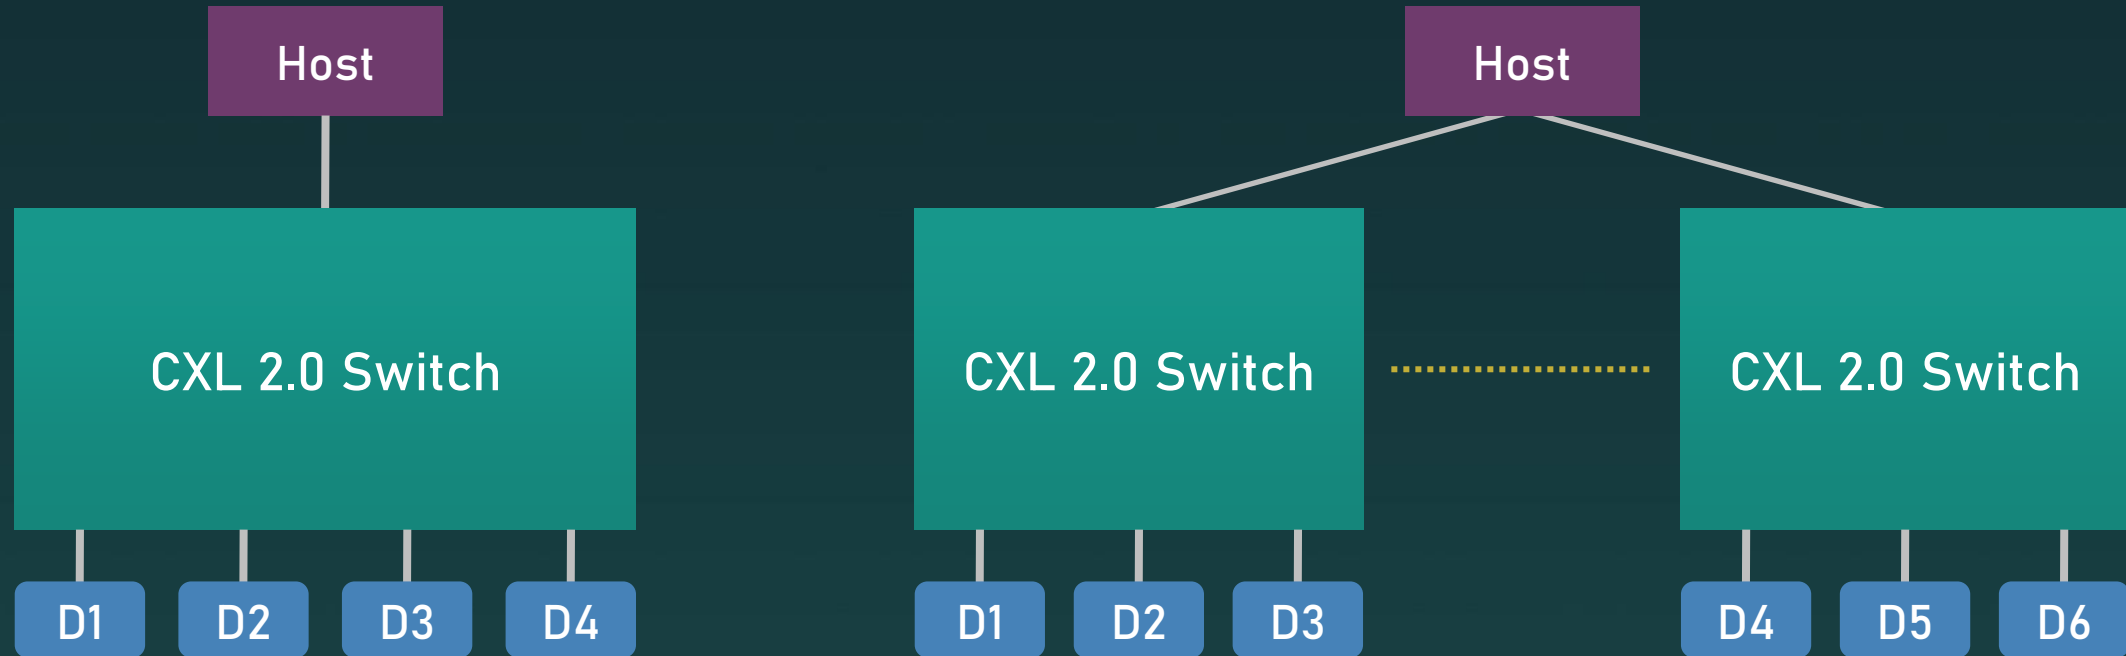 Host
Host
CXL 2.0 Switch
CXL 2.0 Switch
CXL 2.0 Switch
D1
D2
D3
D4
D1
D2
D3
D4
D5
D6